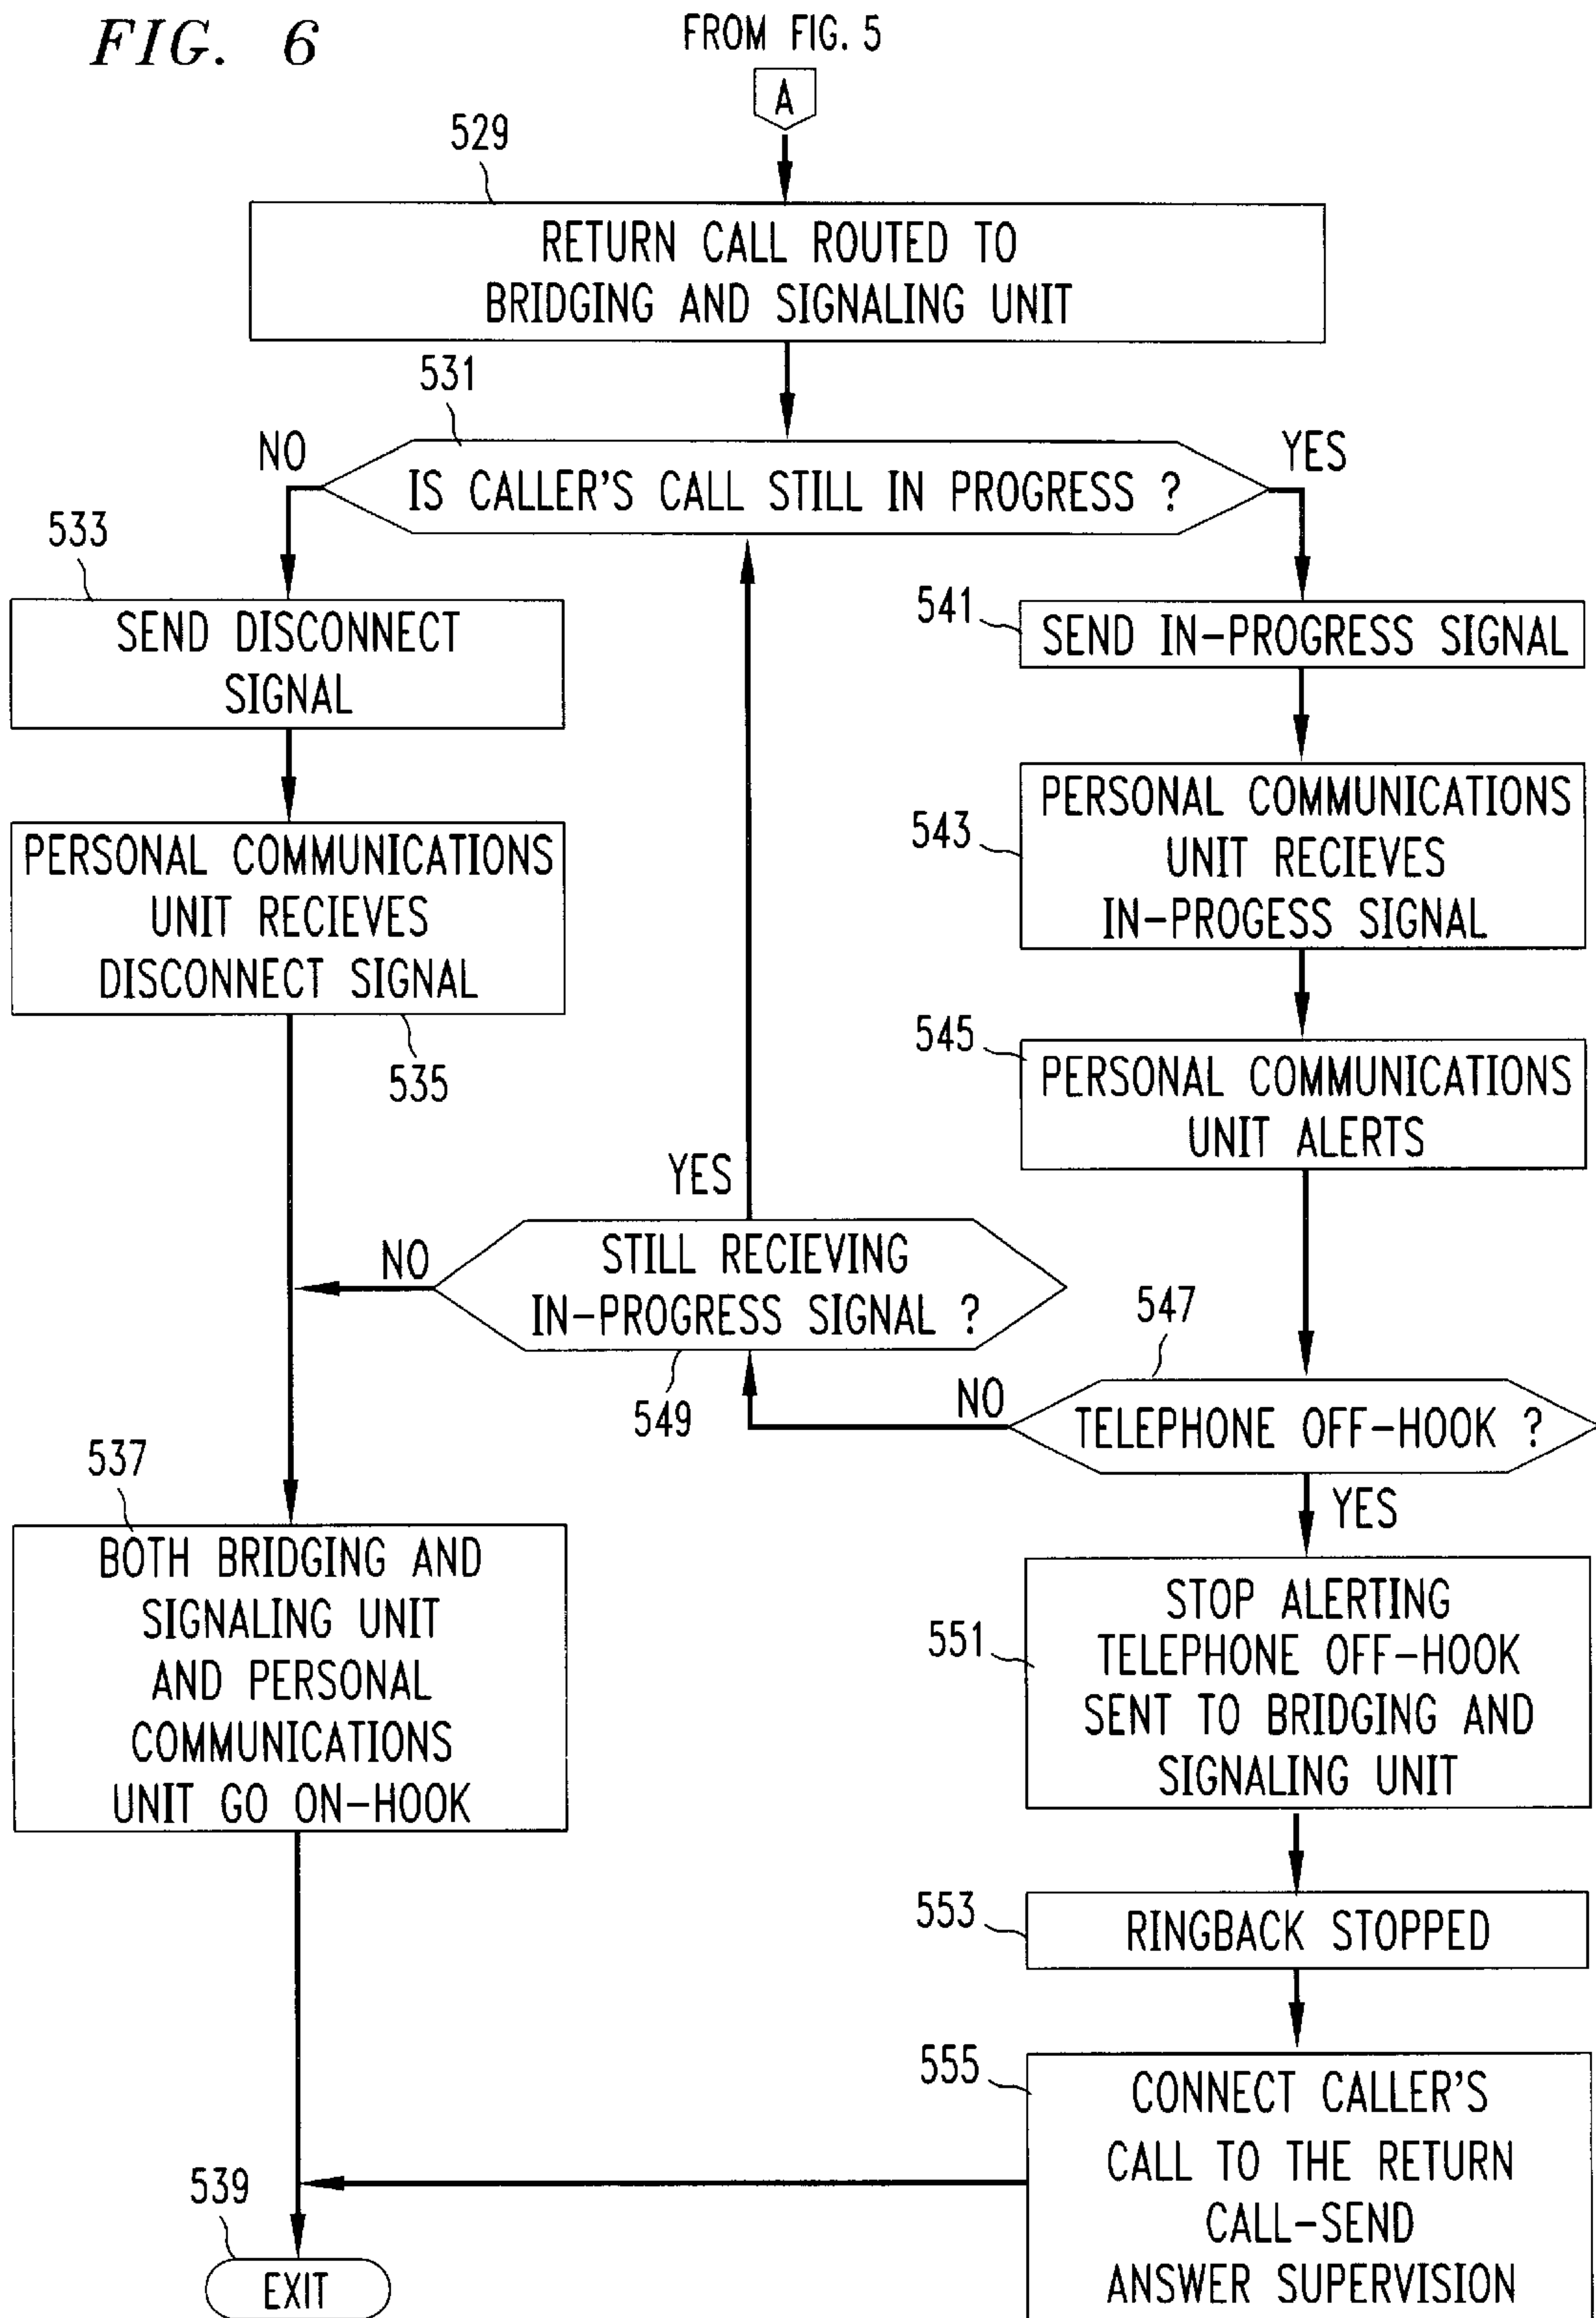 FIG. 6
FROM FIG. 5
A
529
RETURN CALL ROUTED TO
BRIDGING AND SIGNALING UNIT
531
NO
YES
IS CALLER'S CALL STILL IN PROGRESS ?
533
SEND DISCONNECT
SIGNAL
541
SEND IN-PROGRESS SIGNAL
PERSONAL COMMUNICATIONS
UNIT RECIEVES
DISCONNECT SIGNAL
535
543
PERSONAL COMMUNICATIONS
UNIT RECIEVES
IN-PROGESS SIGNAL
545
PERSONAL COMMUNICATIONS
UNIT ALERTS
YES
NO
STILL RECIEVING
IN-PROGRESS SIGNAL ?
549
547
NO
TELEPHONE OFF-HOOK ?
YES
537
BOTH BRIDGING AND
SIGNALING UNIT
AND PERSONAL
COMMUNICATIONS
UNIT GO ON-HOOK
551
STOP ALERTING
TELEPHONE OFF-HOOK
SENT TO BRIDGING AND
SIGNALING UNIT
553
RINGBACK STOPPED
555
CONNECT CALLER'S
CALL TO THE RETURN
CALL-SEND
ANSWER SUPERVISION
539
EXIT